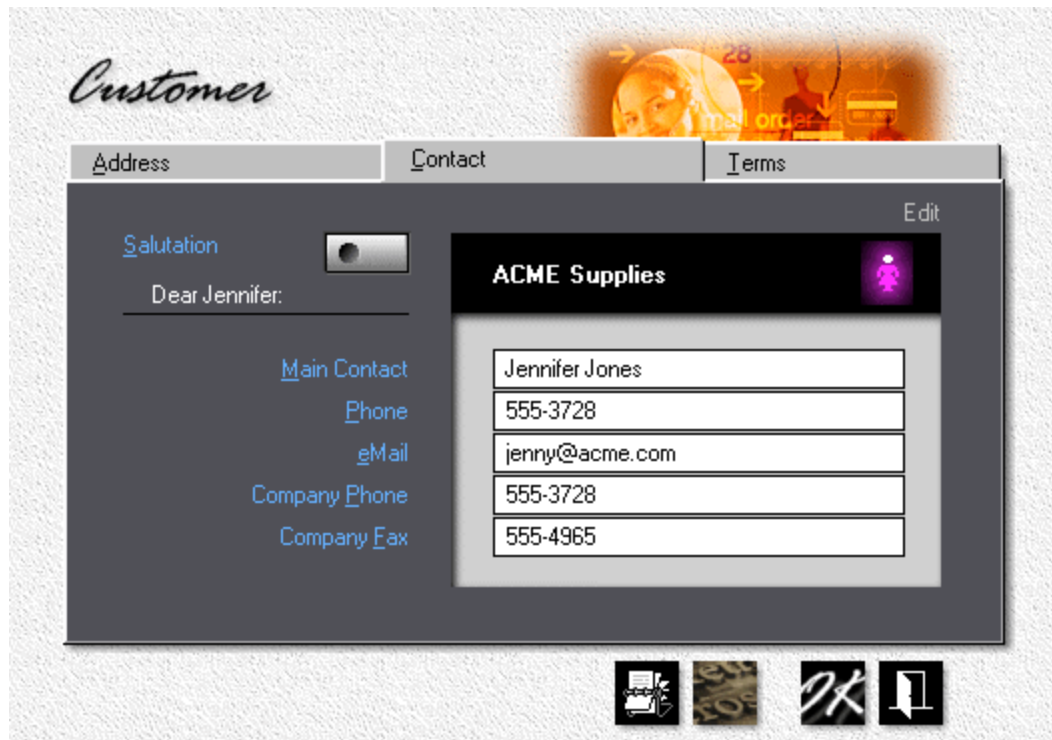 Customer
28
mail order
Address
Contact
Terms
Edit
Salutation
Dear Jennifer:
ACME Supplies
Main Contact
Jennifer Jones
Phone
555-3728
eMail
jenny@acme.com
Company Phone
555-3728
Company Fax
555-4965
OK